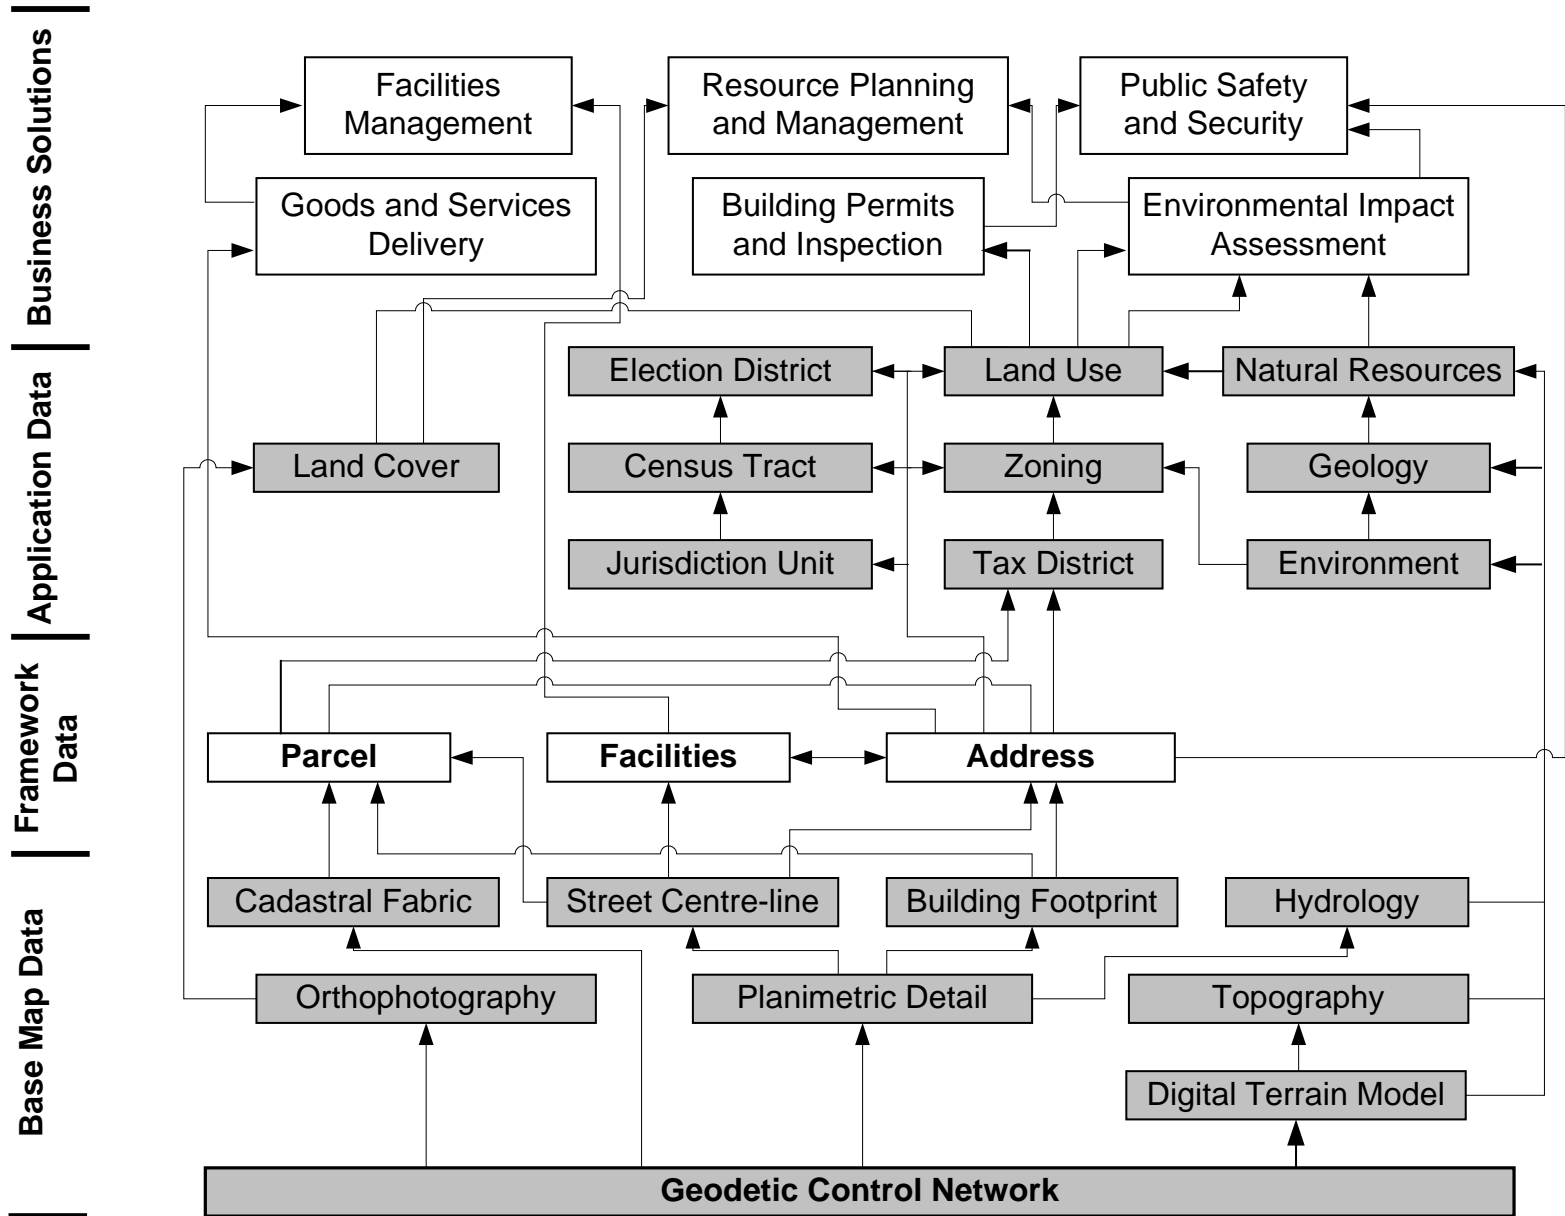 Business Solutions
Facilities
Management
Resource Planning
and Management
Public Safety
and Security
Goods and Services
Delivery
Building Permits
and Inspection
Environmental Impact
Assessment
Application Data
Election District
Land Use
Natural Resources
Land Cover
Census Tract
Zoning
Geology
Jurisdiction Unit
Tax District
Environment
Framework
Data
Parcel
Facilities
Address
Base Map Data
Cadastral Fabric
Street Centre-line
Building Footprint
Hydrology
Orthophotography
Planimetric Detail
Topography
Digital Terrain Model
Geodetic Control Network